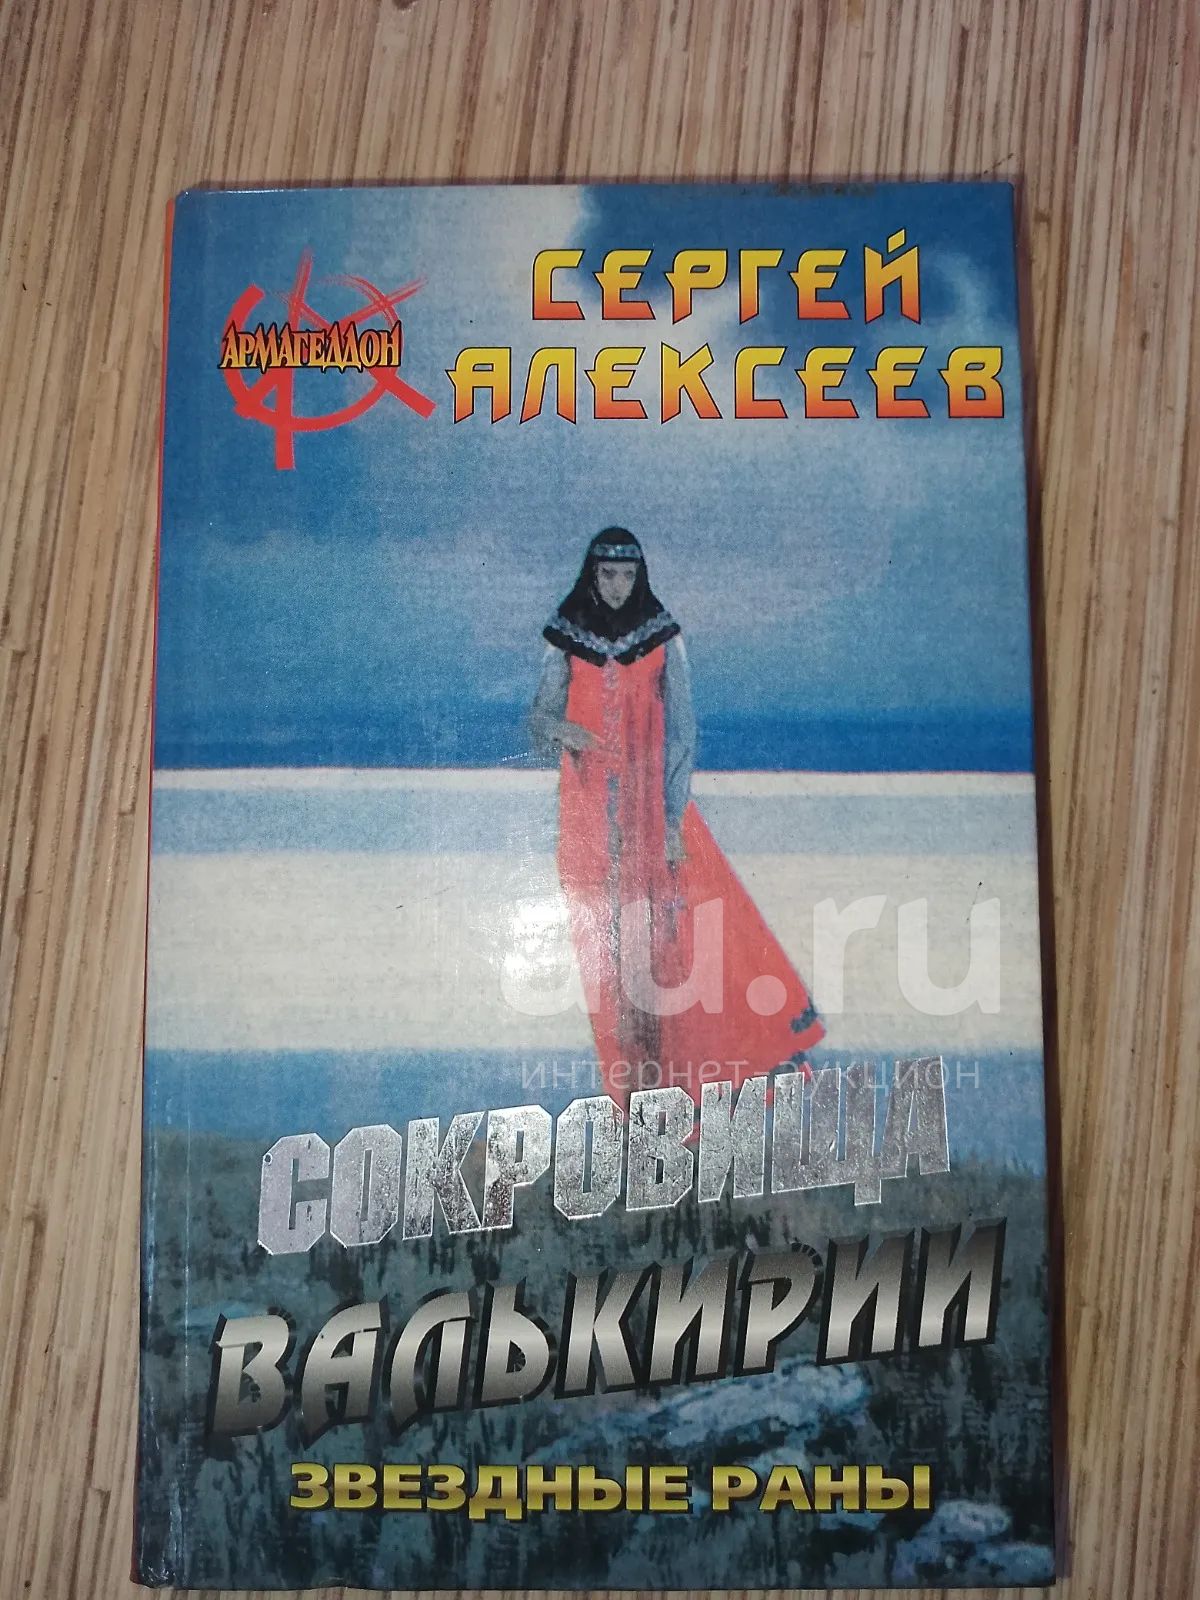 СЕРГЕЙ
АЛЕКСЕЕВ
АРМАГЕДДОН
au.ru
интернет-аукцион
СОКРОВИЩА
ВАЛЬКИРИИ
ЗВЕЗДНЫЕ РАНЫ